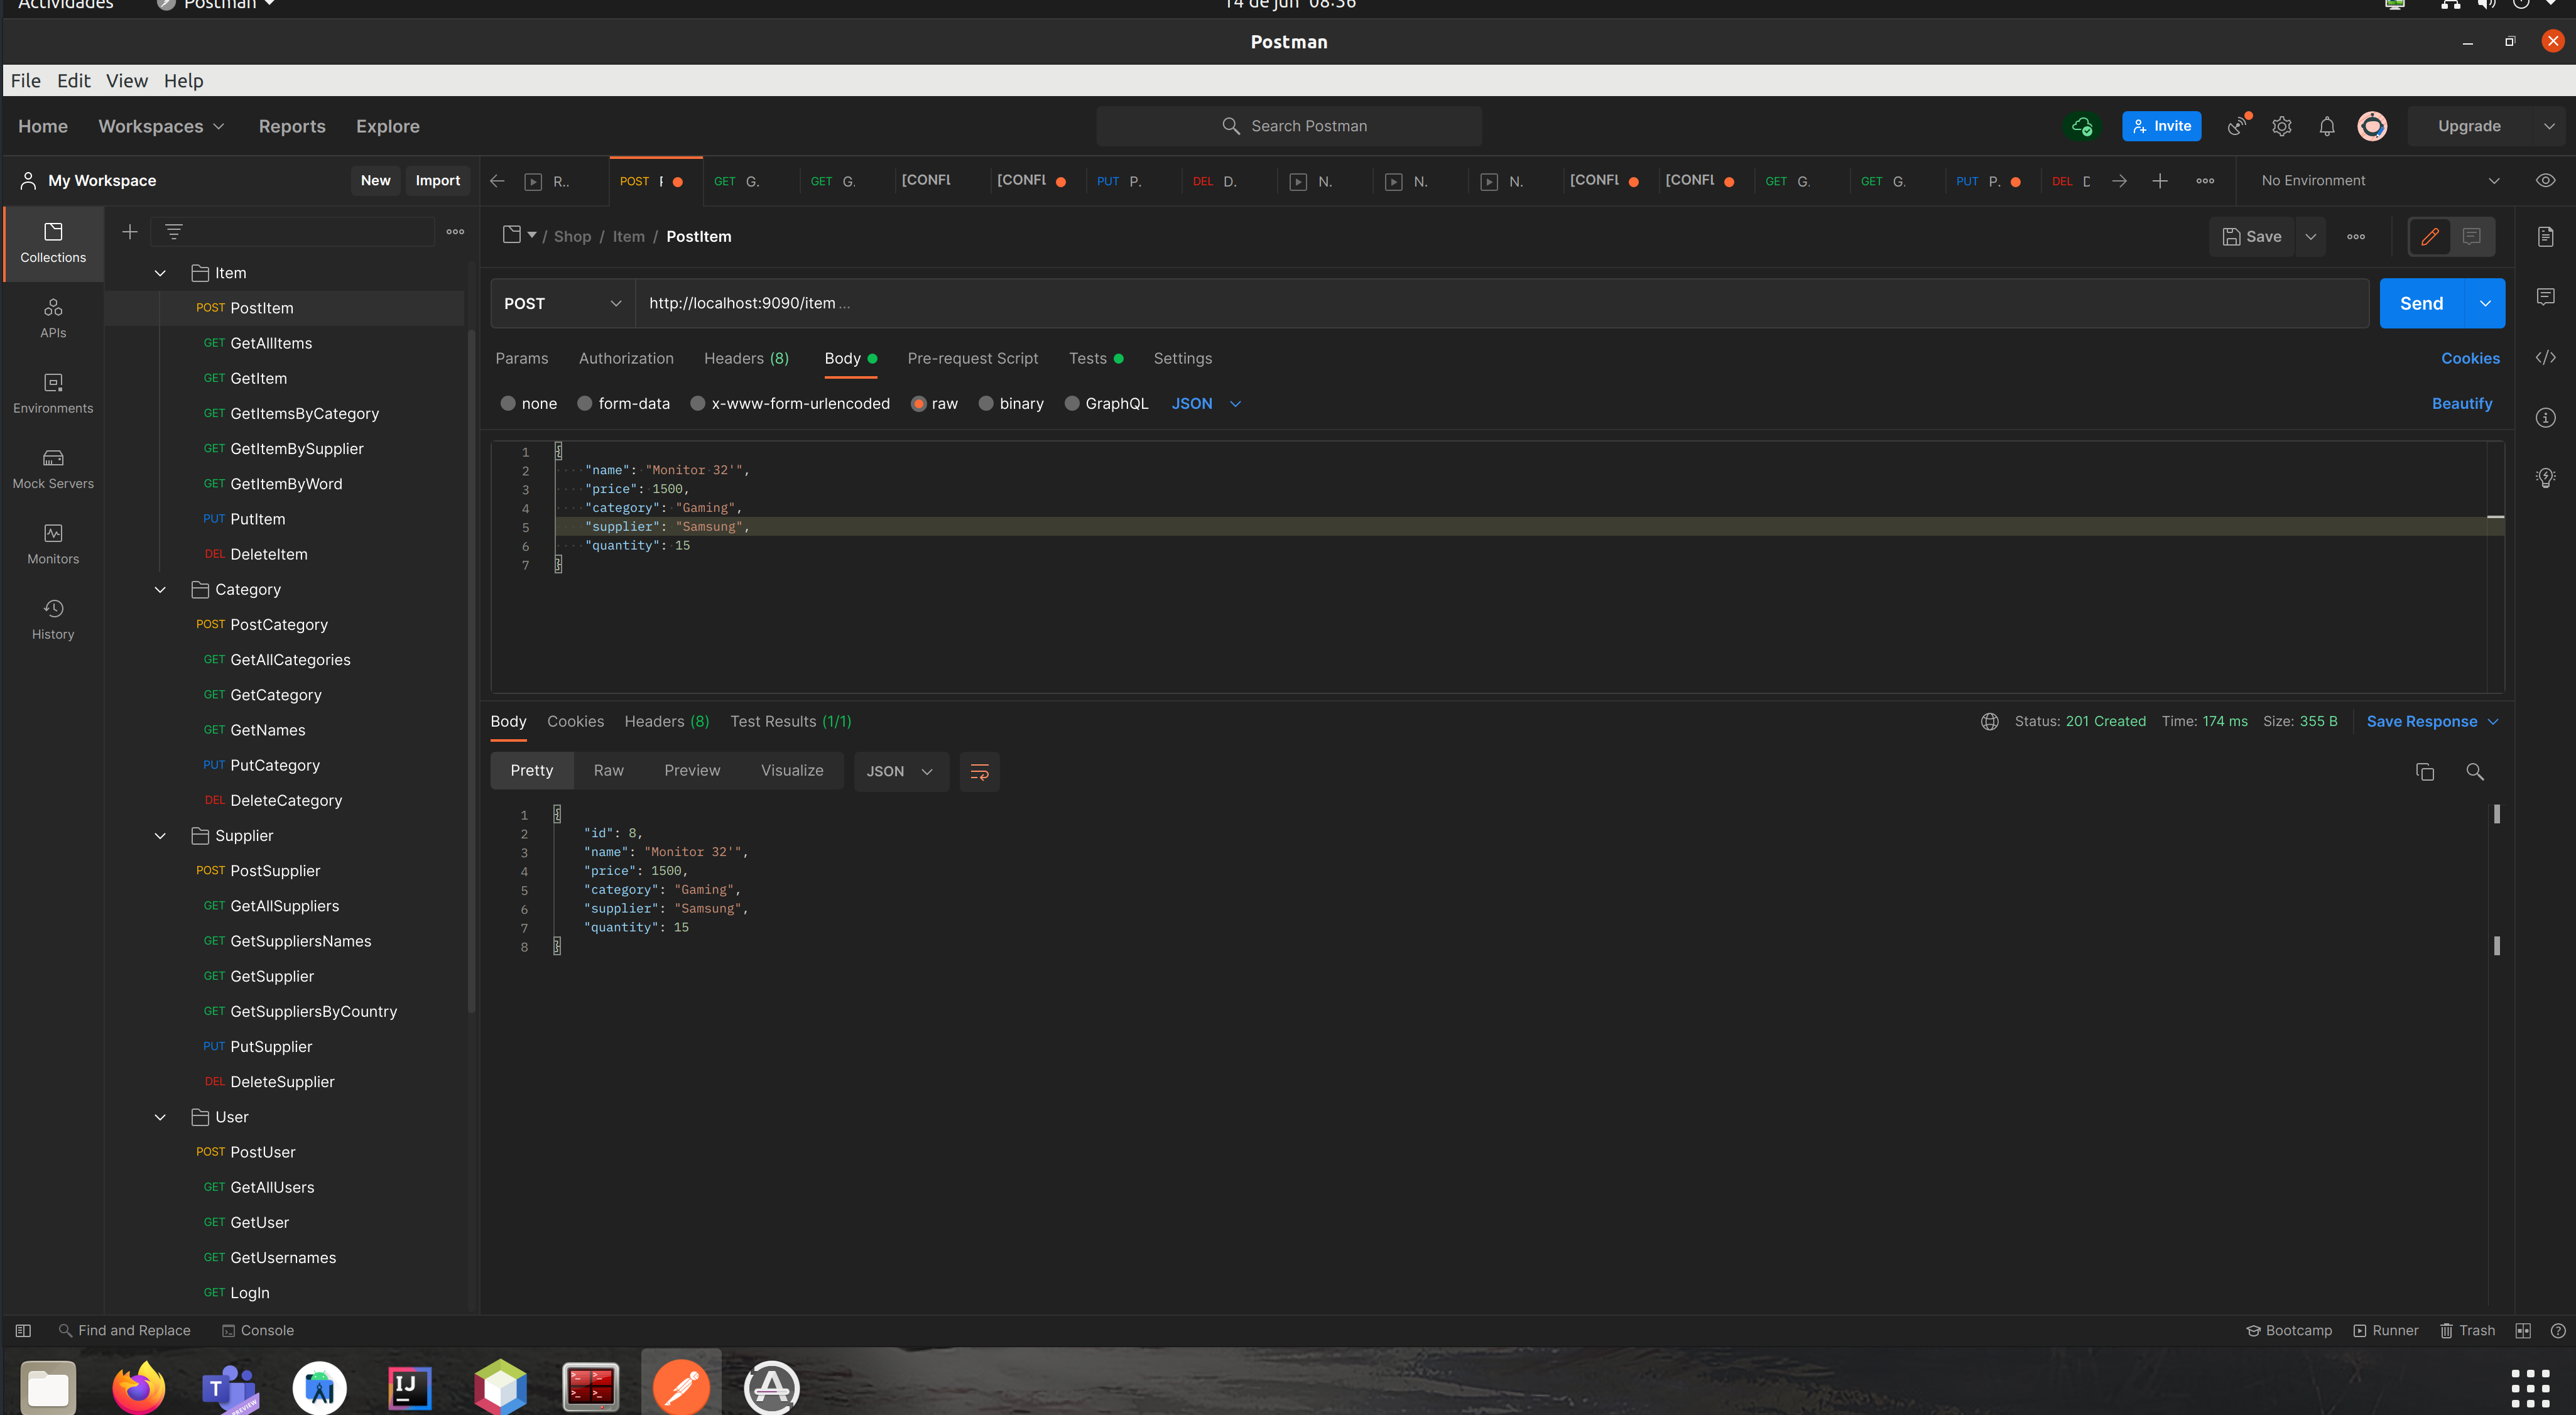 Actividades Postman 14 de jun 08:36
Postman
File Edit View Help
Home Workspaces Reports Explore Search Postman Invite Upgrade
My Workspace New Import R.. POST GET G. GET G. [CONFL [CONFL PUT P. DEL D. N. N. N. [CONFL [CONFL GET G. GET G. PUT P. DEL No Environment
Collections
APIs
Environments
Mock Servers
Monitors
History
Item
POST PostItem
GET GetAllItems
GET GetItem
GET GetItemsByCategory
GET GetItemBySupplier
GET GetItemByWord
PUT PutItem
DEL DeleteItem
Category
POST PostCategory
GET GetAllCategories
GET GetCategory
GET GetNames
PUT PutCategory
DEL DeleteCategory
Supplier
POST PostSupplier
GET GetAllSuppliers
GET GetSuppliersNames
GET GetSupplier
GET GetSuppliersByCountry
PUT PutSupplier
DEL DeleteSupplier
User
POST PostUser
GET GetAllUsers
GET GetUser
GET GetUsernames
GET LogIn
/ Shop / Item / PostItem Save
POST http://localhost:9090/item ... Send
Params Authorization Headers (8) Body Pre-request Script Tests Settings Cookies
none form-data x-www-form-urlencoded raw binary GraphQL JSON Beautify
1 {
2 "name": "Monitor 32'",
3 "price": 1500,
4 "category": "Gaming",
5 "supplier": "Samsung",
6 "quantity": 15
7 }
Body Cookies Headers (8) Test Results (1/1) Status: 201 Created Time: 174 ms Size: 355 B Save Response
Pretty Raw Preview Visualize JSON
1 {
2 "id": 8,
3 "name": "Monitor 32'",
4 "price": 1500,
5 "category": "Gaming",
6 "supplier": "Samsung",
7 "quantity": 15
8 }
Find and Replace Console Bootcamp Runner Trash
T PREVIEW IJ A